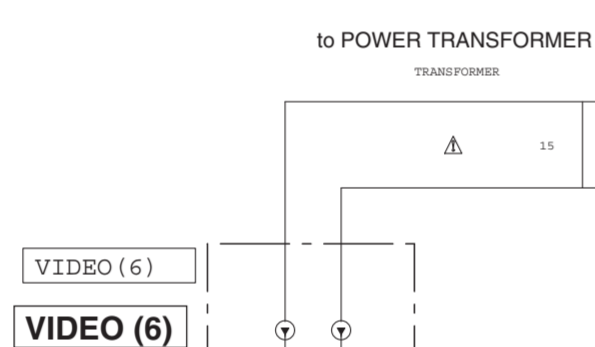 to POWER TRANSFORMER
TRANSFORMER
15
VIDEO(6)
VIDEO (6)